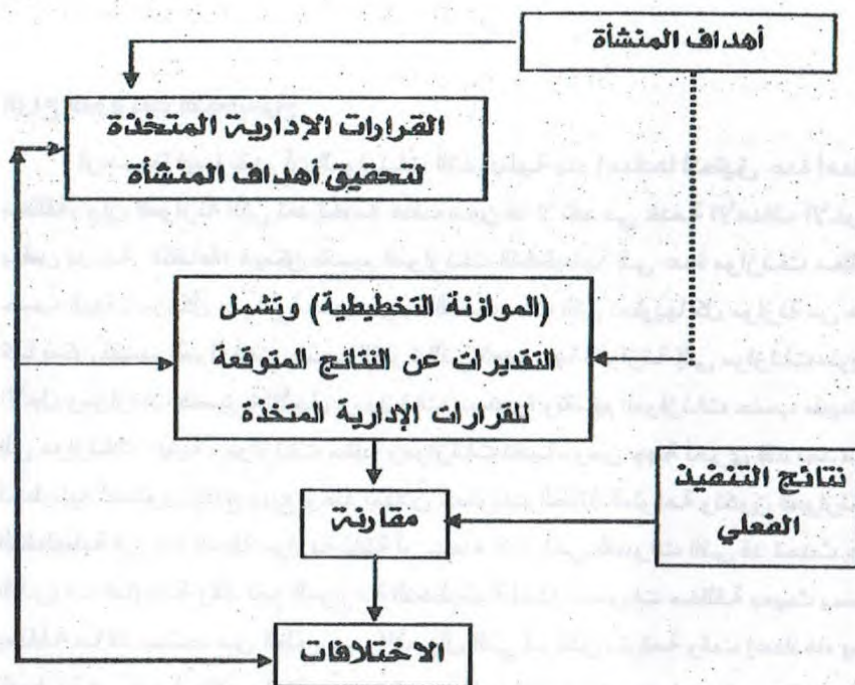 أهداف المنشأة
القرارات الإدارية المتخذة
لتحقيق أهداف المنشأة
(الموازنة التخطيطية) وتشمل
التقديرات عن النتائج المتوقعة
للقرارات الإدارية المتخذة
نتائج التنفيذ
الفعلي
مقارنة
الاختلافات